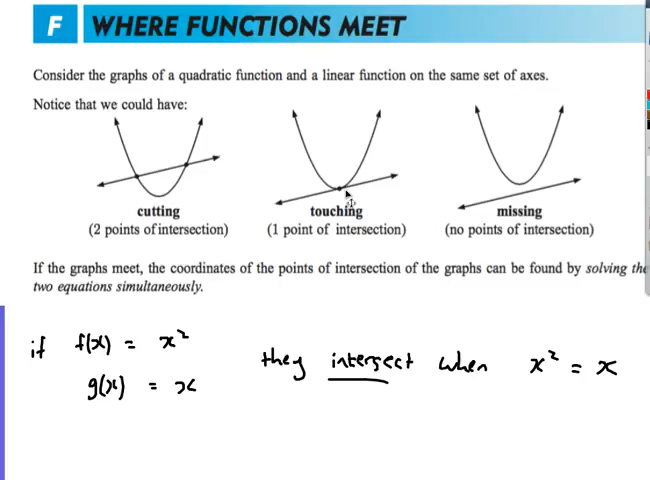 F WHERE FUNCTIONS MEET
Consider the graphs of a quadratic function and a linear function on the same set of axes.
Notice that we could have:
cutting touching missing
(2 points of intersection) (1 point of intersection) (no points of intersection)
If the graphs meet, the coordinates of the points of intersection of the graphs can be found by solving the
two equations simultaneously.
if f(x) = x² they intersect when x² = x
g(x) = x